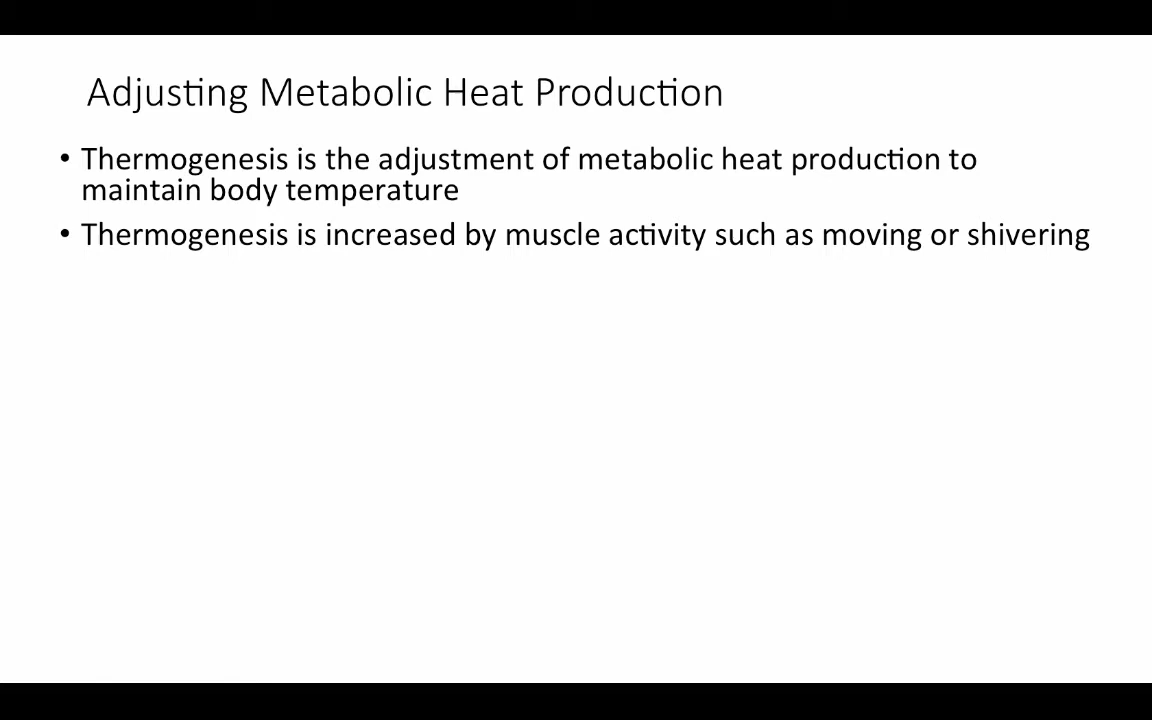 Adjusting Metabolic Heat Production
• Thermogenesis is the adjustment of metabolic heat production to
maintain body temperature
• Thermogenesis is increased by muscle activity such as moving or shivering